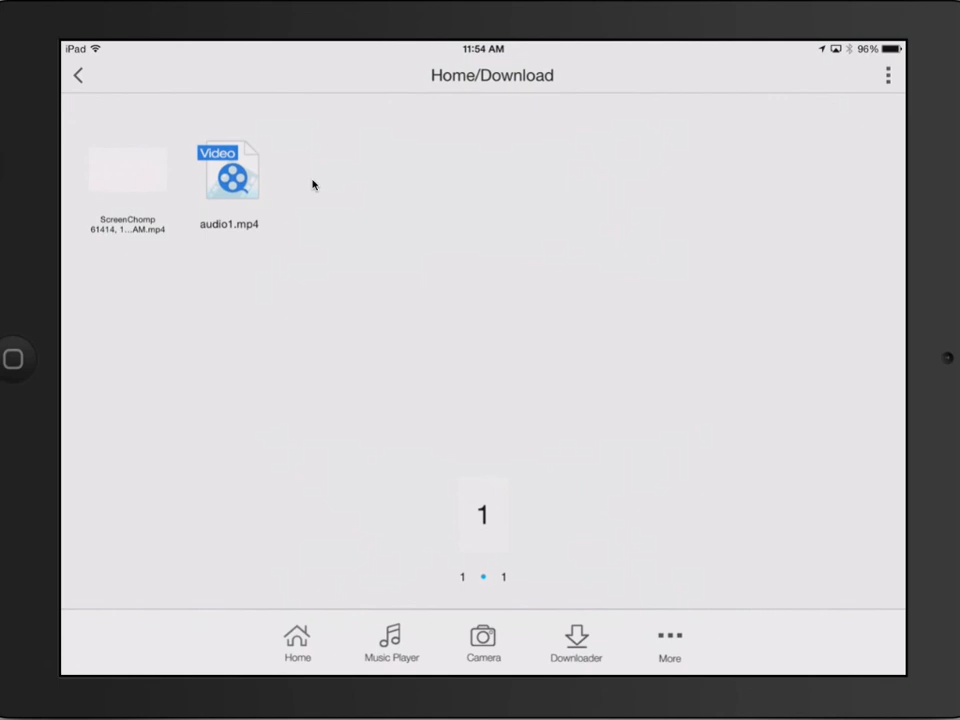 iPad
11:54 AM
96%
Home/Download
Video
ScreenChomp
61414, 1...AM.mp4
audio1.mp4
1
1 1
Home
Music Player
Camera
Downloader
More